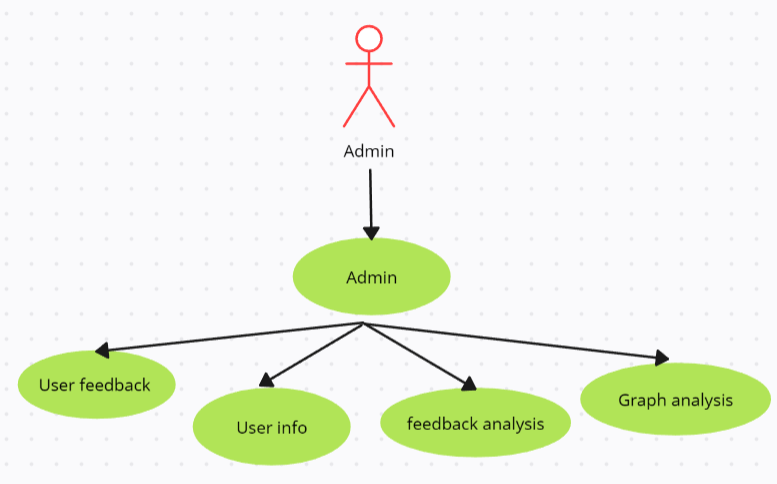 Admin
Admin
User feedback
User info
feedback analysis
Graph analysis